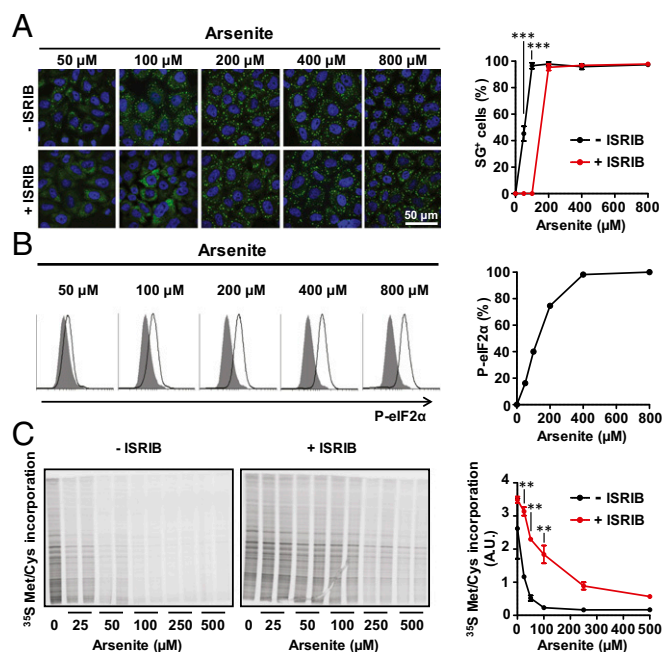 A
Arsenite
50 µM 100 µM 200 µM 400 µM 800 µM
- ISRIB
+ ISRIB
50 µm
*** ***
SG+ cells (%)
100
80
60
40
20
0
- ISRIB
+ ISRIB
0 200 400 600 800
Arsenite (µM)
B
Arsenite
50 µM 100 µM 200 µM 400 µM 800 µM
P-eIF2α
P-eIF2α (%)
100
80
60
40
20
0
0 200 400 600 800
Arsenite (µM)
C
- ISRIB + ISRIB
35S Met/Cys incorporation
0 25 50 100 250 500
Arsenite (µM)
0 25 50 100 250 500
Arsenite (µM)
35S Met/Cys incorporation
(A.U.)
4
3
2
1
0
** ** **
- ISRIB
+ ISRIB
0 100 200 300 400 500
Arsenite (µM)